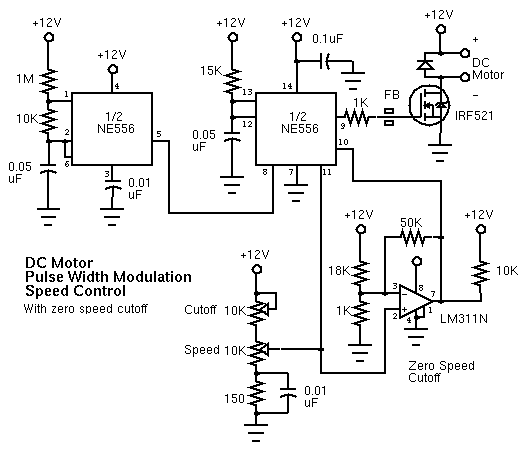 +12V
+12V
+12V
+12V
+12V
0.1uF
+
DC
Motor
−
1M
4
15K
14
FB
1
13
1K
IRF521
10K
1/2
NE556
12
1/2
NE556
9
2
5
10
6
0.05
uF
3
0.01
uF
0.05
uF
8
7
11
+12V
50K
+12V
DC Motor
Pulse Width Modulation
Speed Control
With zero speed cutoff
+12V
18K
8
10K
3
−
7
Cutoff
10K
1K
2
+
1
4
LM311N
Speed
10K
Zero Speed
Cutoff
150
0.01
uF